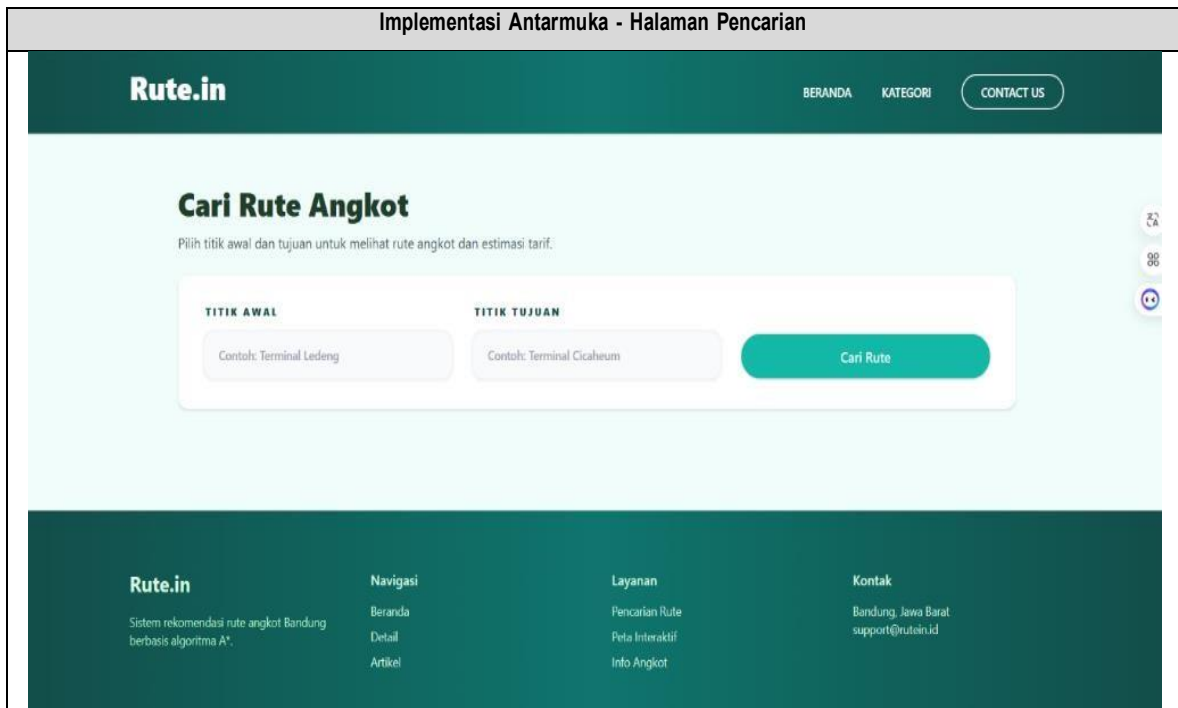 Implementasi Antarmuka - Halaman Pencarian
Rute.in
BERANDA
KATEGORI
CONTACT US
Cari Rute Angkot
Pilih titik awal dan tujuan untuk melihat rute angkot dan estimasi tarif.
TITIK AWAL
TITIK TUJUAN
Contoh: Terminal Ledeng
Contoh: Terminal Cicaheum
Cari Rute
Rute.in
Sistem rekomendasi rute angkot Bandung
berbasis algoritma A*.
Navigasi
Beranda
Detail
Artikel
Layanan
Pencarian Rute
Peta Interaktif
Info Angkot
Kontak
Bandung, Jawa Barat
support@rutein.id